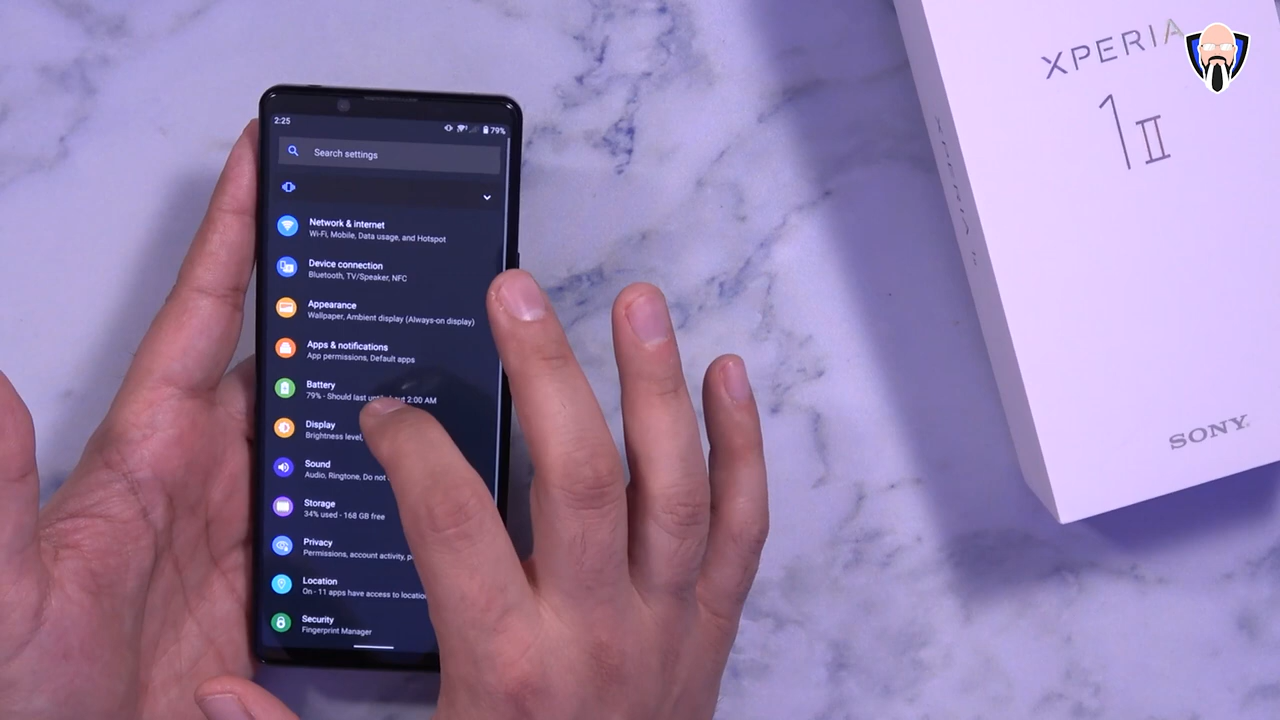 2:25
79%
Search settings
Network & internet
Wi-Fi, Mobile, Data usage, and Hotspot
Device connection
Bluetooth, TV/Speaker, NFC
Appearance
Wallpaper, Ambient display (Always-on display)
Apps & notifications
App permissions, Default apps
Battery
79% - Should last until 2:00 AM
Display
Brightness level,
Sound
Audio, Ringtone, Do not
Storage
34% used - 168 GB free
Privacy
Permissions, account activity,
Location
On - 11 apps have access to
Security
Fingerprint Manager
XPERIA
1 II
XPERIA
SONY